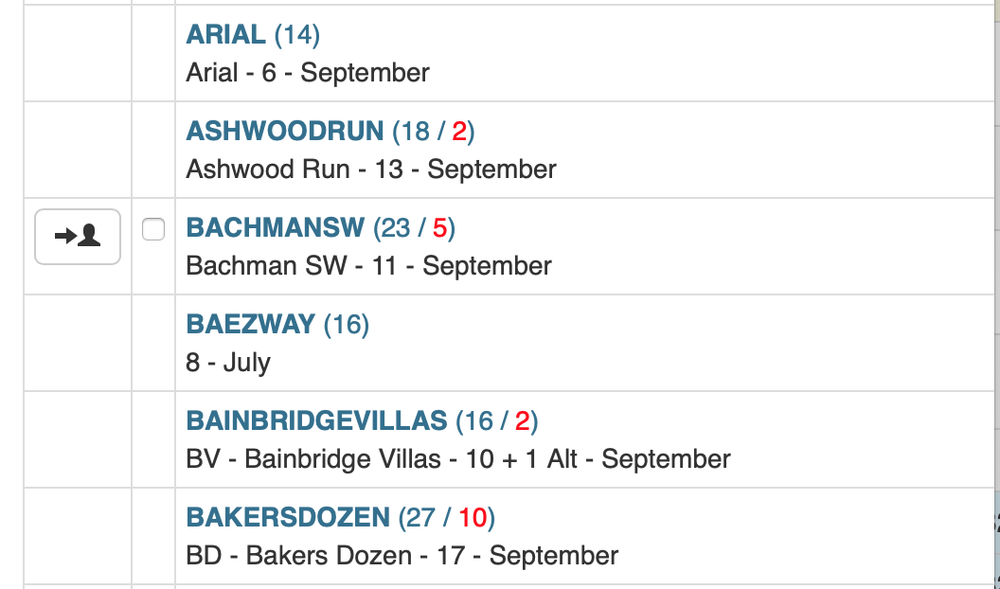 ARIAL (14)
Arial - 6 - September
ASHWOODRUN (18 / 2)
Ashwood Run - 13 - September
BACHMANSW (23 / 5)
Bachman SW - 11 - September
BAEZWAY (16)
8 - July
BAINBRIDGEVILLAS (16 / 2)
BV - Bainbridge Villas - 10 + 1 Alt - September
BAKERSDOZEN (27 / 10)
BD - Bakers Dozen - 17 - September